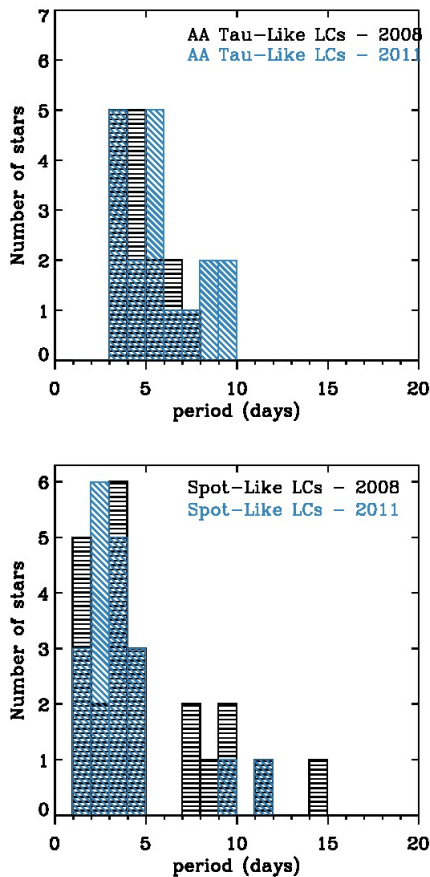 AA Tau-Like LCs - 2008
AA Tau-Like LCs - 2011
Number of stars
7
6
5
4
3
2
1
0
0 5 10 15 20
period (days)
Spot-Like LCs - 2008
Spot-Like LCs - 2011
Number of stars
6
5
4
3
2
1
0
0 5 10 15 20
period (days)